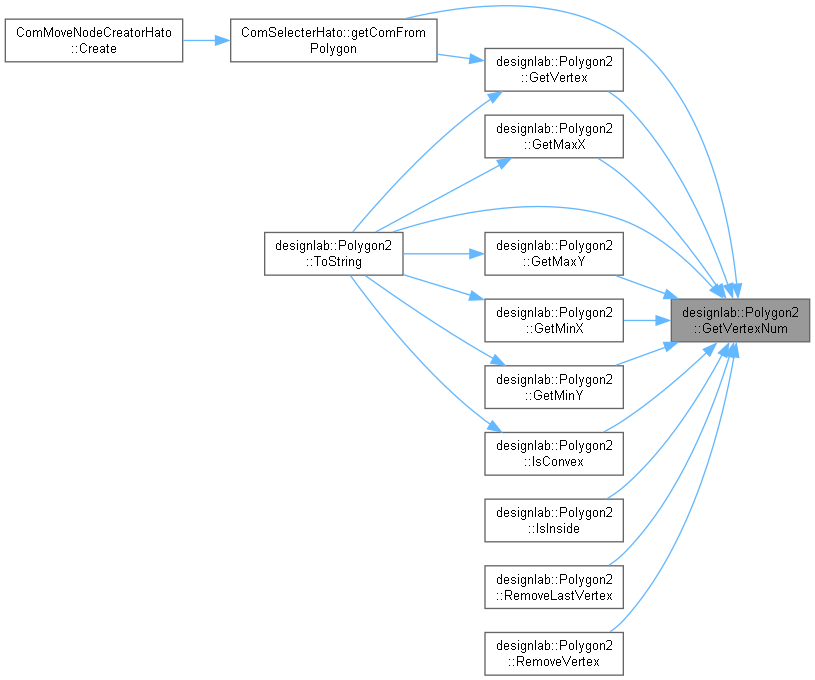 ComMoveNodeCreatorHato
::Create
ComSelecterHato::getComFrom
Polygon
designlab::Polygon2
::GetVertex
designlab::Polygon2
::GetMaxX
designlab::Polygon2
::ToString
designlab::Polygon2
::GetMaxY
designlab::Polygon2
::GetMinX
designlab::Polygon2
::GetVertexNum
designlab::Polygon2
::GetMinY
designlab::Polygon2
::IsConvex
designlab::Polygon2
::IsInside
designlab::Polygon2
::RemoveLastVertex
designlab::Polygon2
::RemoveVertex